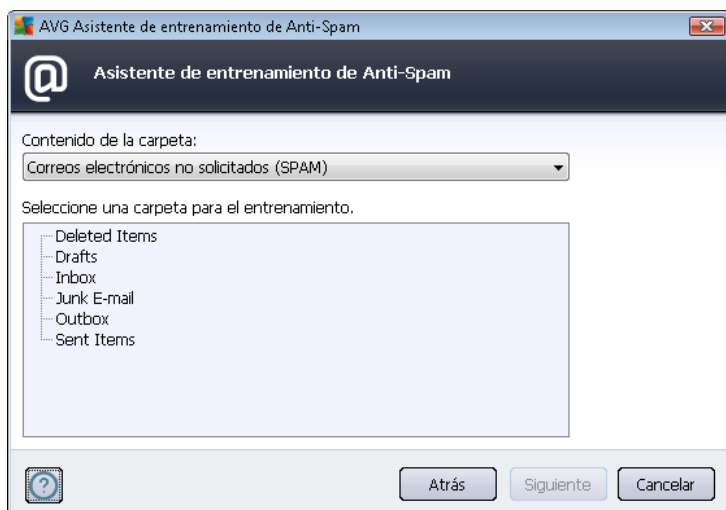 AVG Asistente de entrenamiento de Anti-Spam
Asistente de entrenamiento de Anti-Spam
Contenido de la carpeta:
Correos electrónicos no solicitados (SPAM)
Seleccione una carpeta para el entrenamiento.
Deleted Items
Drafts
Inbox
Junk E-mail
Outbox
Sent Items
Atrás Siguiente Cancelar